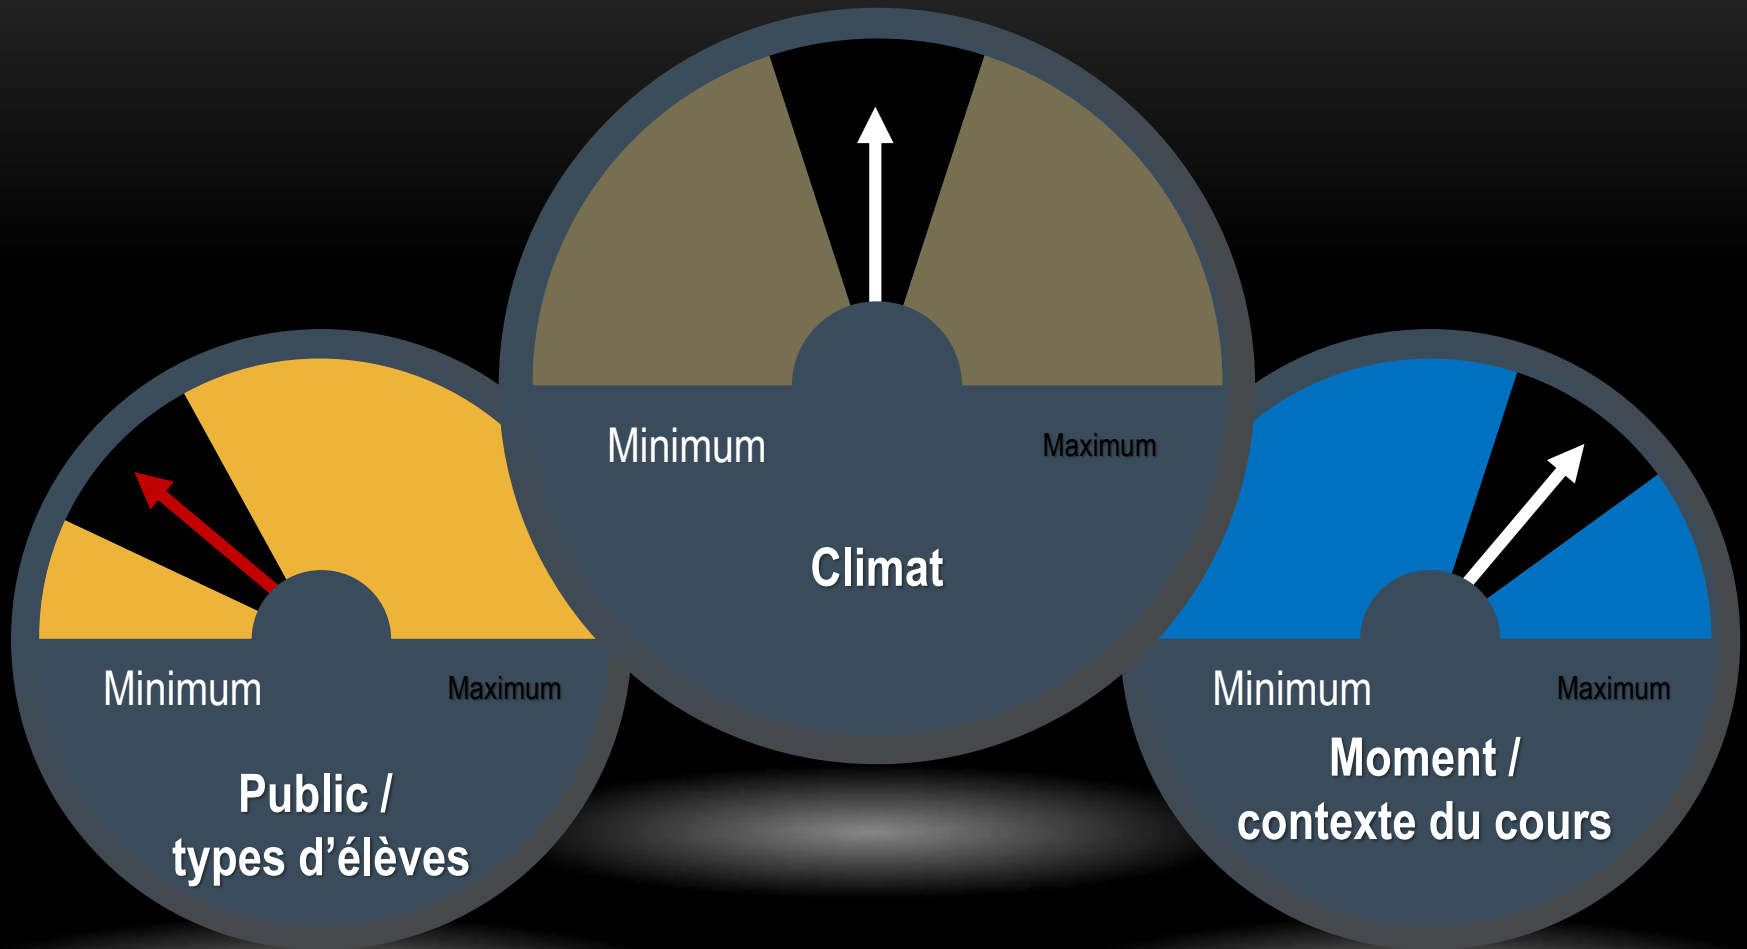 Minimum
Maximum
Climat
Minimum
Maximum
Public /
types d’élèves
Minimum
Maximum
Moment /
contexte du cours